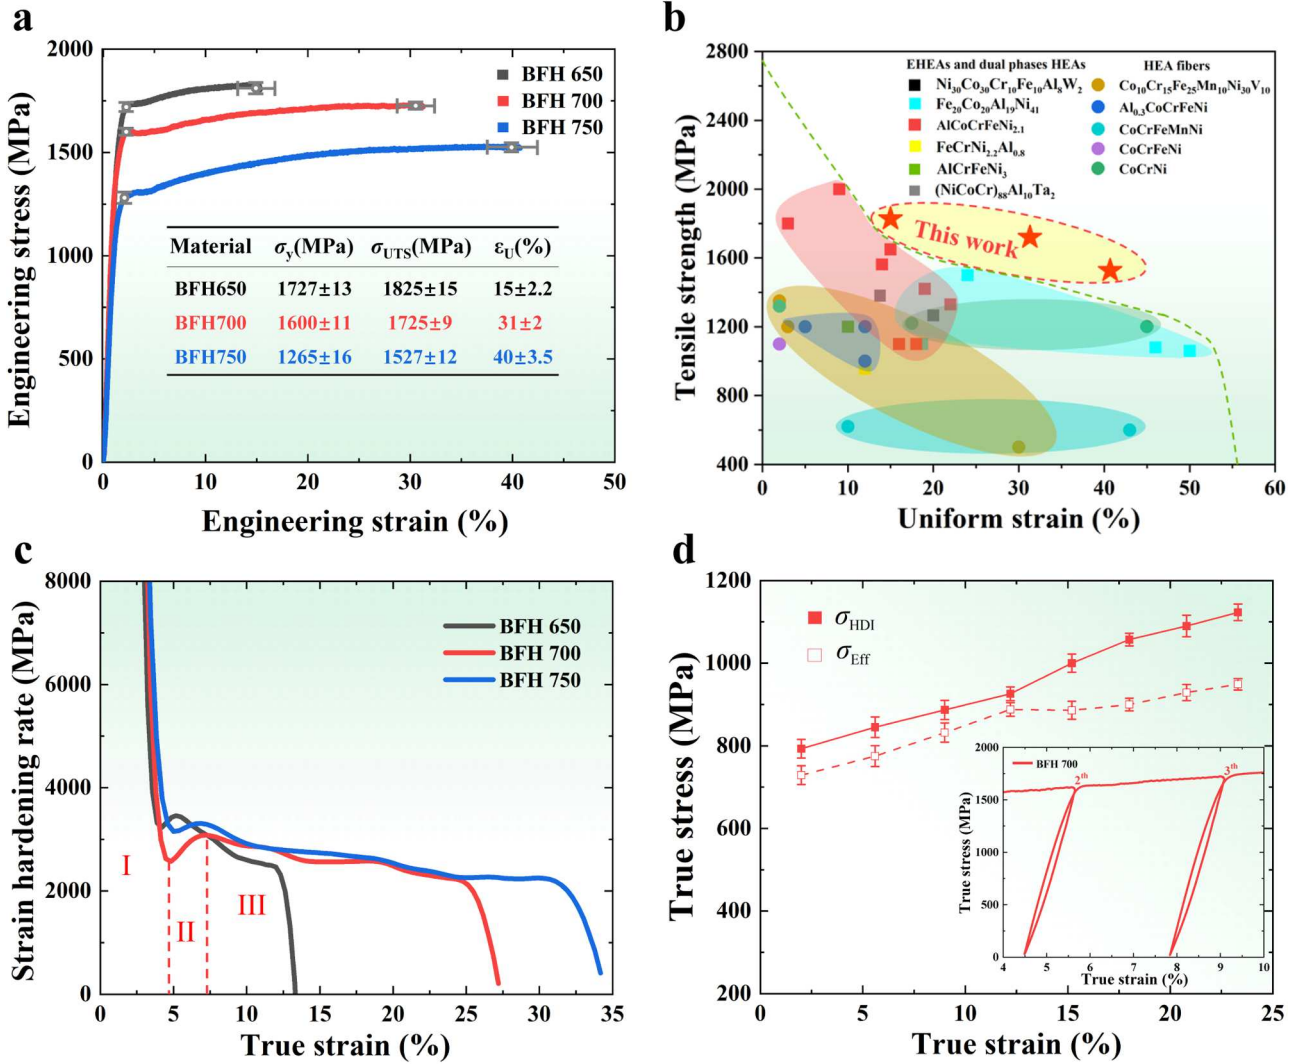 a
Engineering stress (MPa)
2000
1500
1000
500
0
0 10 20 30 40 50
Engineering strain (%)
BFH 650
BFH 700
BFH 750
Material σy(MPa) σUTS(MPa) εU(%)
BFH650 1727±13 1825±15 15±2.2
BFH700 1600±11 1725±9 31±2
BFH750 1265±16 1527±12 40±3.5
b
Tensile strength (MPa)
2800
2400
2000
1600
1200
800
400
0 10 20 30 40 50 60
Uniform strain (%)
EHEAs and dual phases HEAs
Ni30Co30Cr10Fe10Al8W2
Fe20Co20Al19Ni41
AlCoCrFeNi2.1
FeCrNi2.2Al0.8
AlCrFeNi3
(NiCoCr)88Al10Ta2
HEA fibers
Co10Cr15Fe25Mn10Ni30V10
Al0.3CoCrFeNi
CoCrFeMnNi
CoCrFeNi
CoCrNi
This work
c
Strain hardening rate (MPa)
8000
6000
4000
2000
0
0 5 10 15 20 25 30 35
True strain (%)
BFH 650
BFH 700
BFH 750
I
II
III
d
True stress (MPa)
1200
1000
800
600
400
200
0 5 10 15 20 25
True strain (%)
σHDI
σEff
True stress (MPa)
2000
1500
1000
500
0
4 5 6 7 8 9 10
True strain (%)
BFH 700
2th
3th